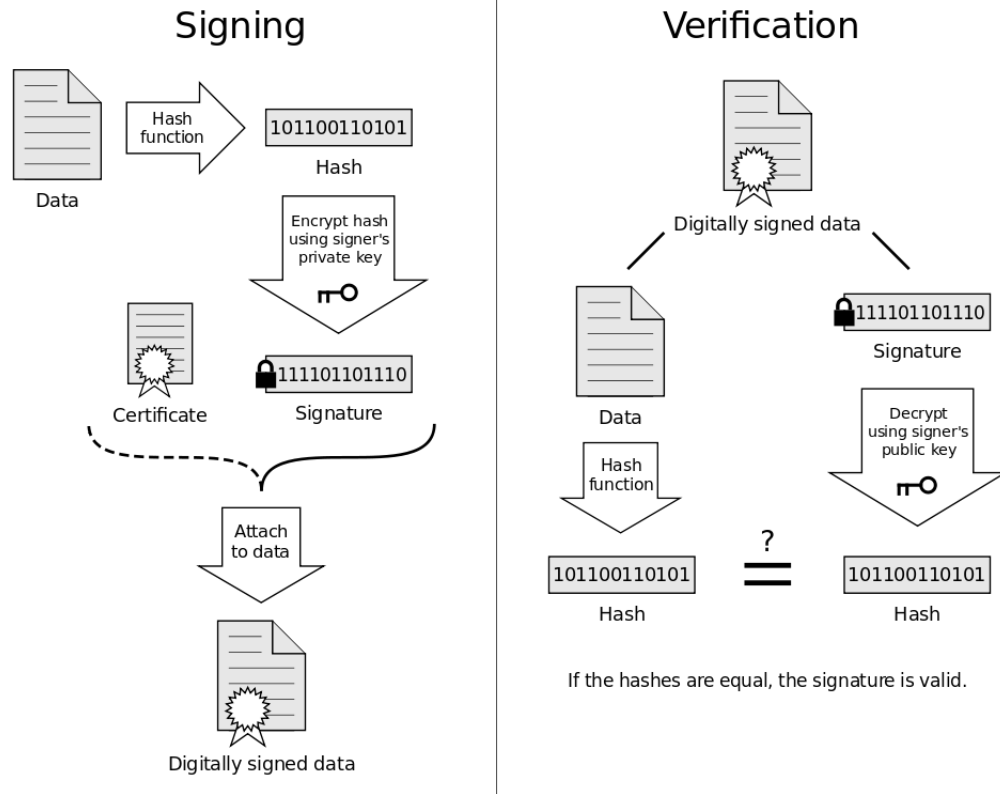 Signing
Data
Hash
function
101100110101
Hash
Encrypt hash
using signer's
private key
Certificate
111101101110
Signature
Attach
to data
Digitally signed data
Verification
Digitally signed data
Data
111101101110
Signature
Hash
function
Decrypt
using signer's
public key
101100110101
Hash
?
101100110101
Hash
If the hashes are equal, the signature is valid.